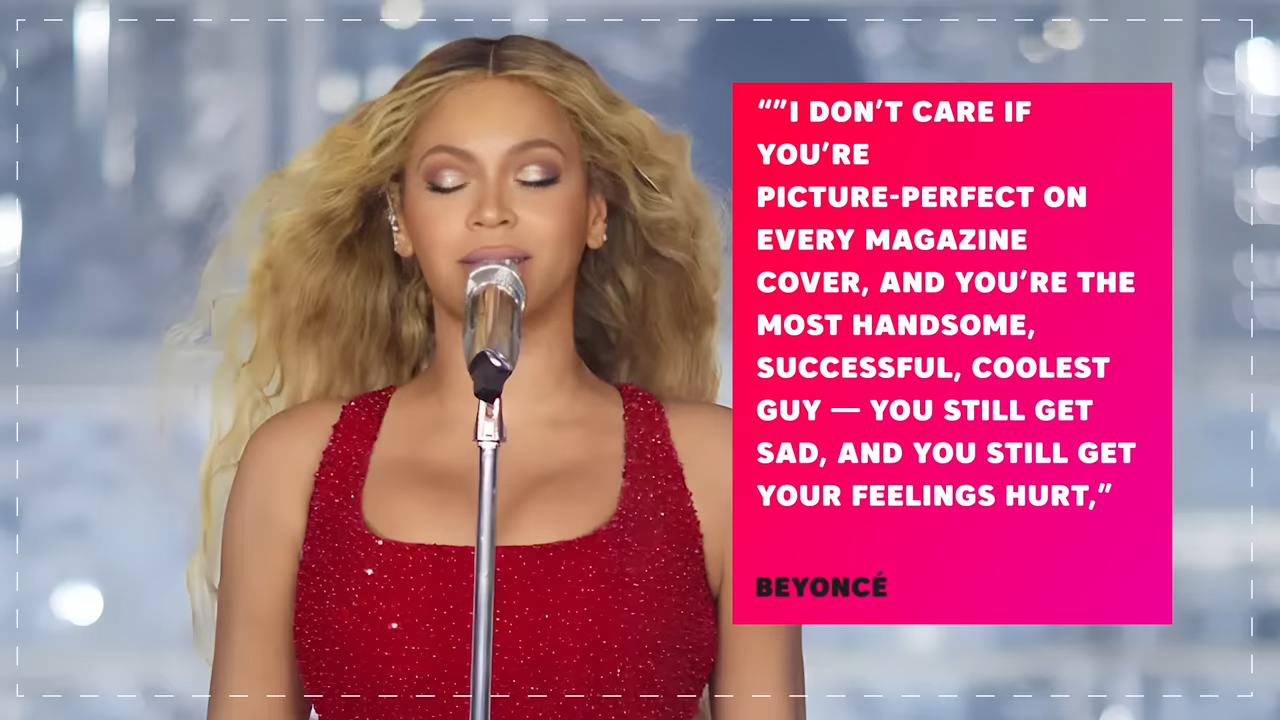 “”I DON’T CARE IF
YOU’RE
PICTURE-PERFECT ON
EVERY MAGAZINE
COVER, AND YOU’RE THE
MOST HANDSOME,
SUCCESSFUL, COOLEST
GUY — YOU STILL GET
SAD, AND YOU STILL GET
YOUR FEELINGS HURT,”
BEYONCÉ